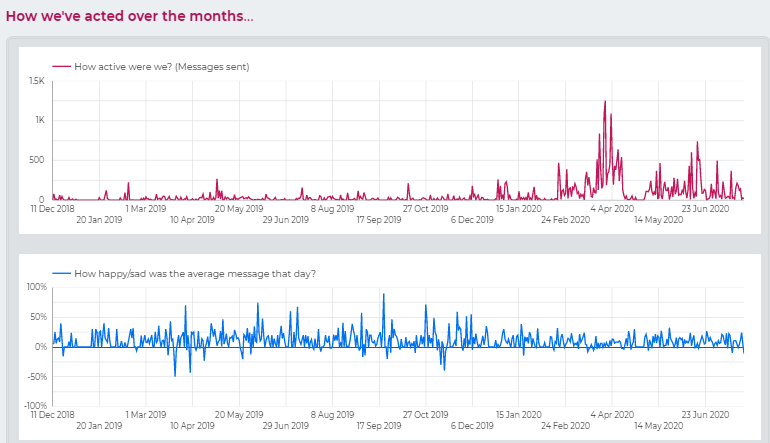 How we've acted over the months...
How active were we? (Messages sent)
1.5K
1K
500
0
11 Dec 2018 1 Mar 2019 20 May 2019 8 Aug 2019 27 Oct 2019 15 Jan 2020 4 Apr 2020 23 Jun 2020
20 Jan 2019 10 Apr 2019 29 Jun 2019 17 Sep 2019 6 Dec 2019 24 Feb 2020 14 May 2020
How happy/sad was the average message that day?
100%
50%
0%
-50%
-100%
11 Dec 2018 1 Mar 2019 20 May 2019 8 Aug 2019 27 Oct 2019 15 Jan 2020 4 Apr 2020 23 Jun 2020
20 Jan 2019 10 Apr 2019 29 Jun 2019 17 Sep 2019 6 Dec 2019 24 Feb 2020 14 May 2020